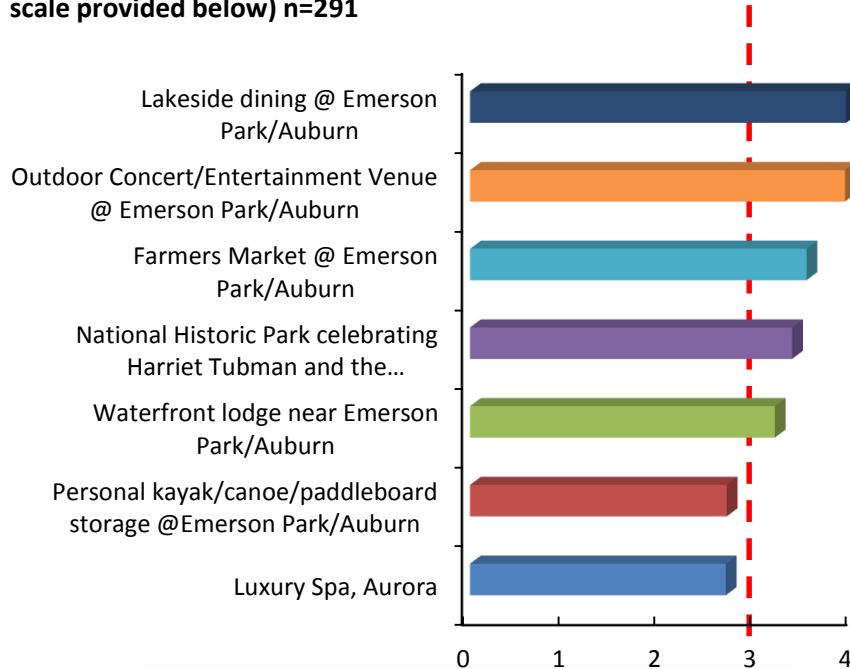 scale provided below) n=291
Lakeside dining @ Emerson
Park/Auburn
Outdoor Concert/Entertainment Venue
@ Emerson Park/Auburn
Farmers Market @ Emerson
Park/Auburn
National Historic Park celebrating
Harriet Tubman and the…
Waterfront lodge near Emerson
Park/Auburn
Personal kayak/canoe/paddleboard
storage @Emerson Park/Auburn
Luxury Spa, Aurora
0 1 2 3 4